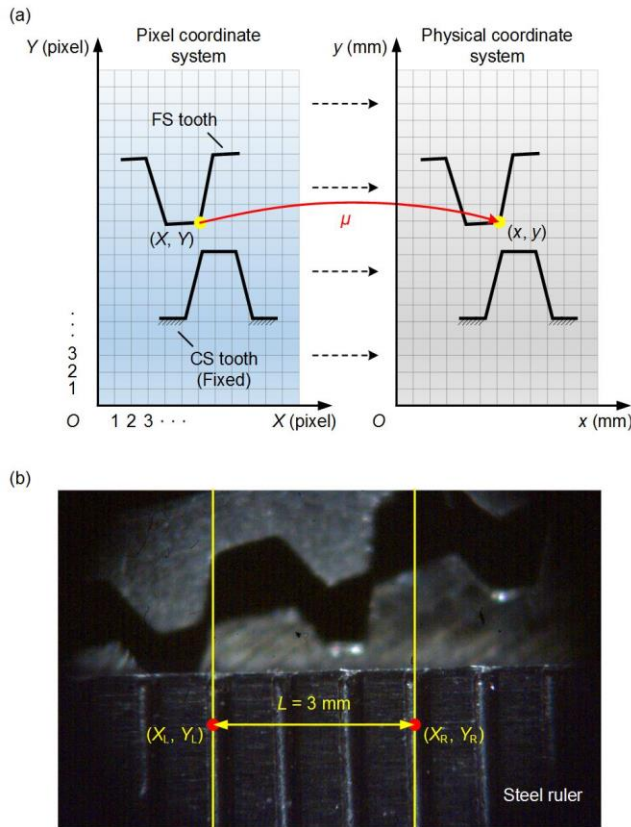 (a)
Y (pixel)
Pixel coordinate
system
y (mm)
Physical coordinate
system
FS tooth
(X, Y)
μ
(x, y)
CS tooth
(Fixed)
·
·
·
3
2
1
O
1 2 3 · · ·
X (pixel)
O
x (mm)
(b)
L = 3 mm
(XL, YL)
(XR, YR)
Steel ruler